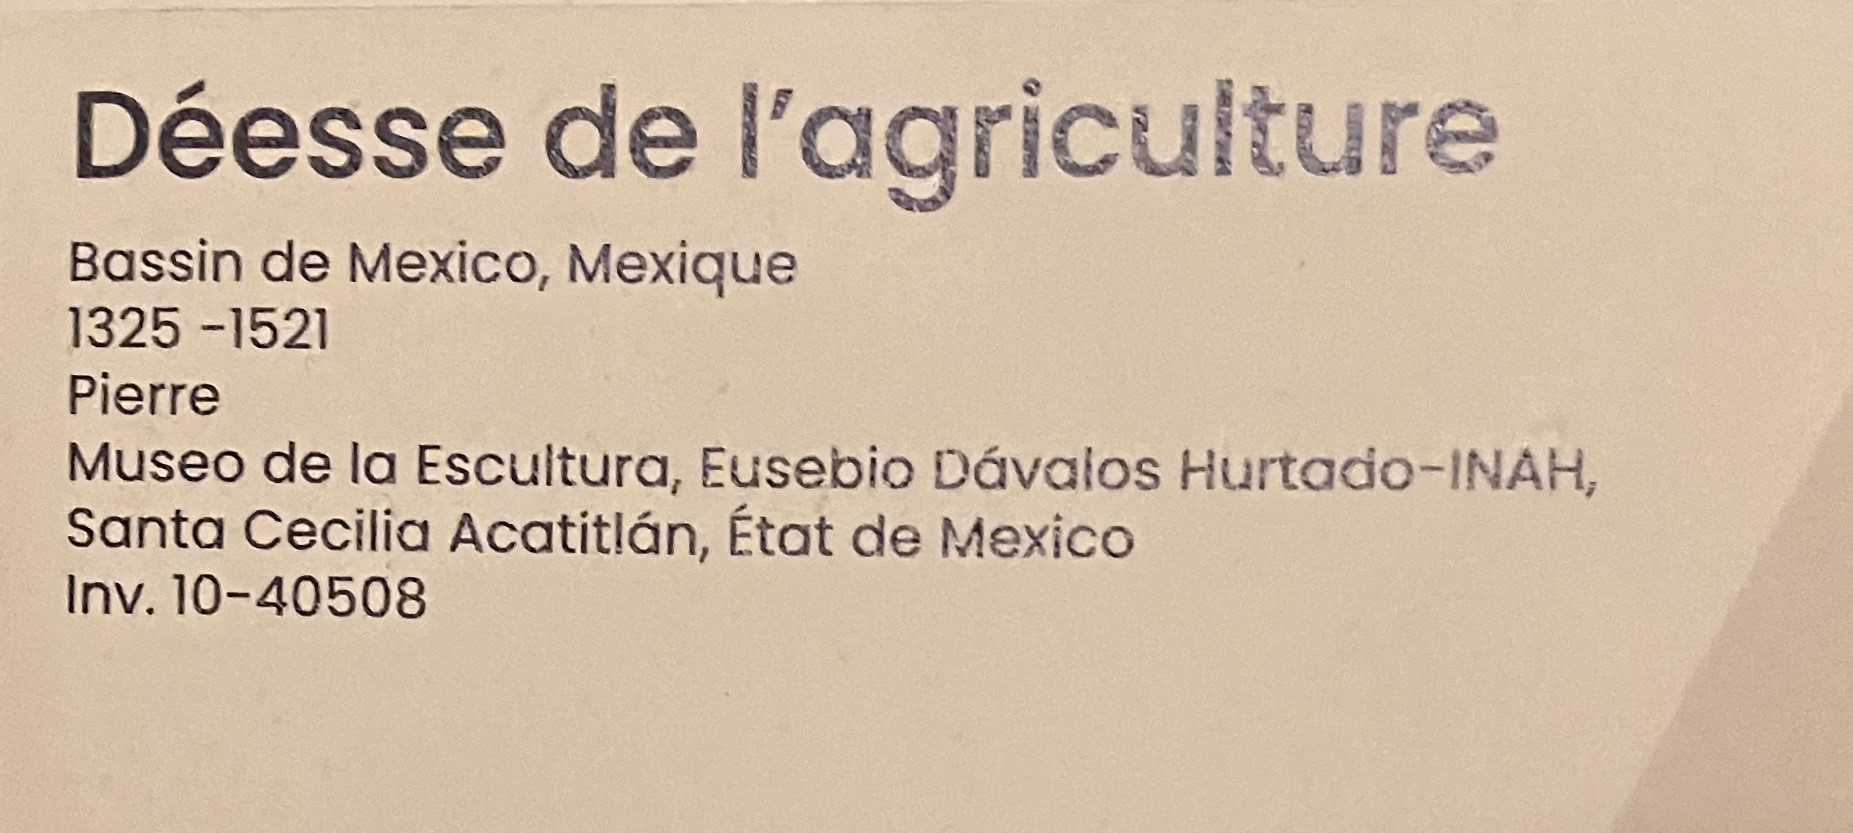 Déesse de l’agriculture
Bassin de Mexico, Mexique
1325 -1521
Pierre
Museo de la Escultura, Eusebio Dávalos Hurtado-INAH,
Santa Cecilia Acatitlán, État de Mexico
Inv. 10-40508